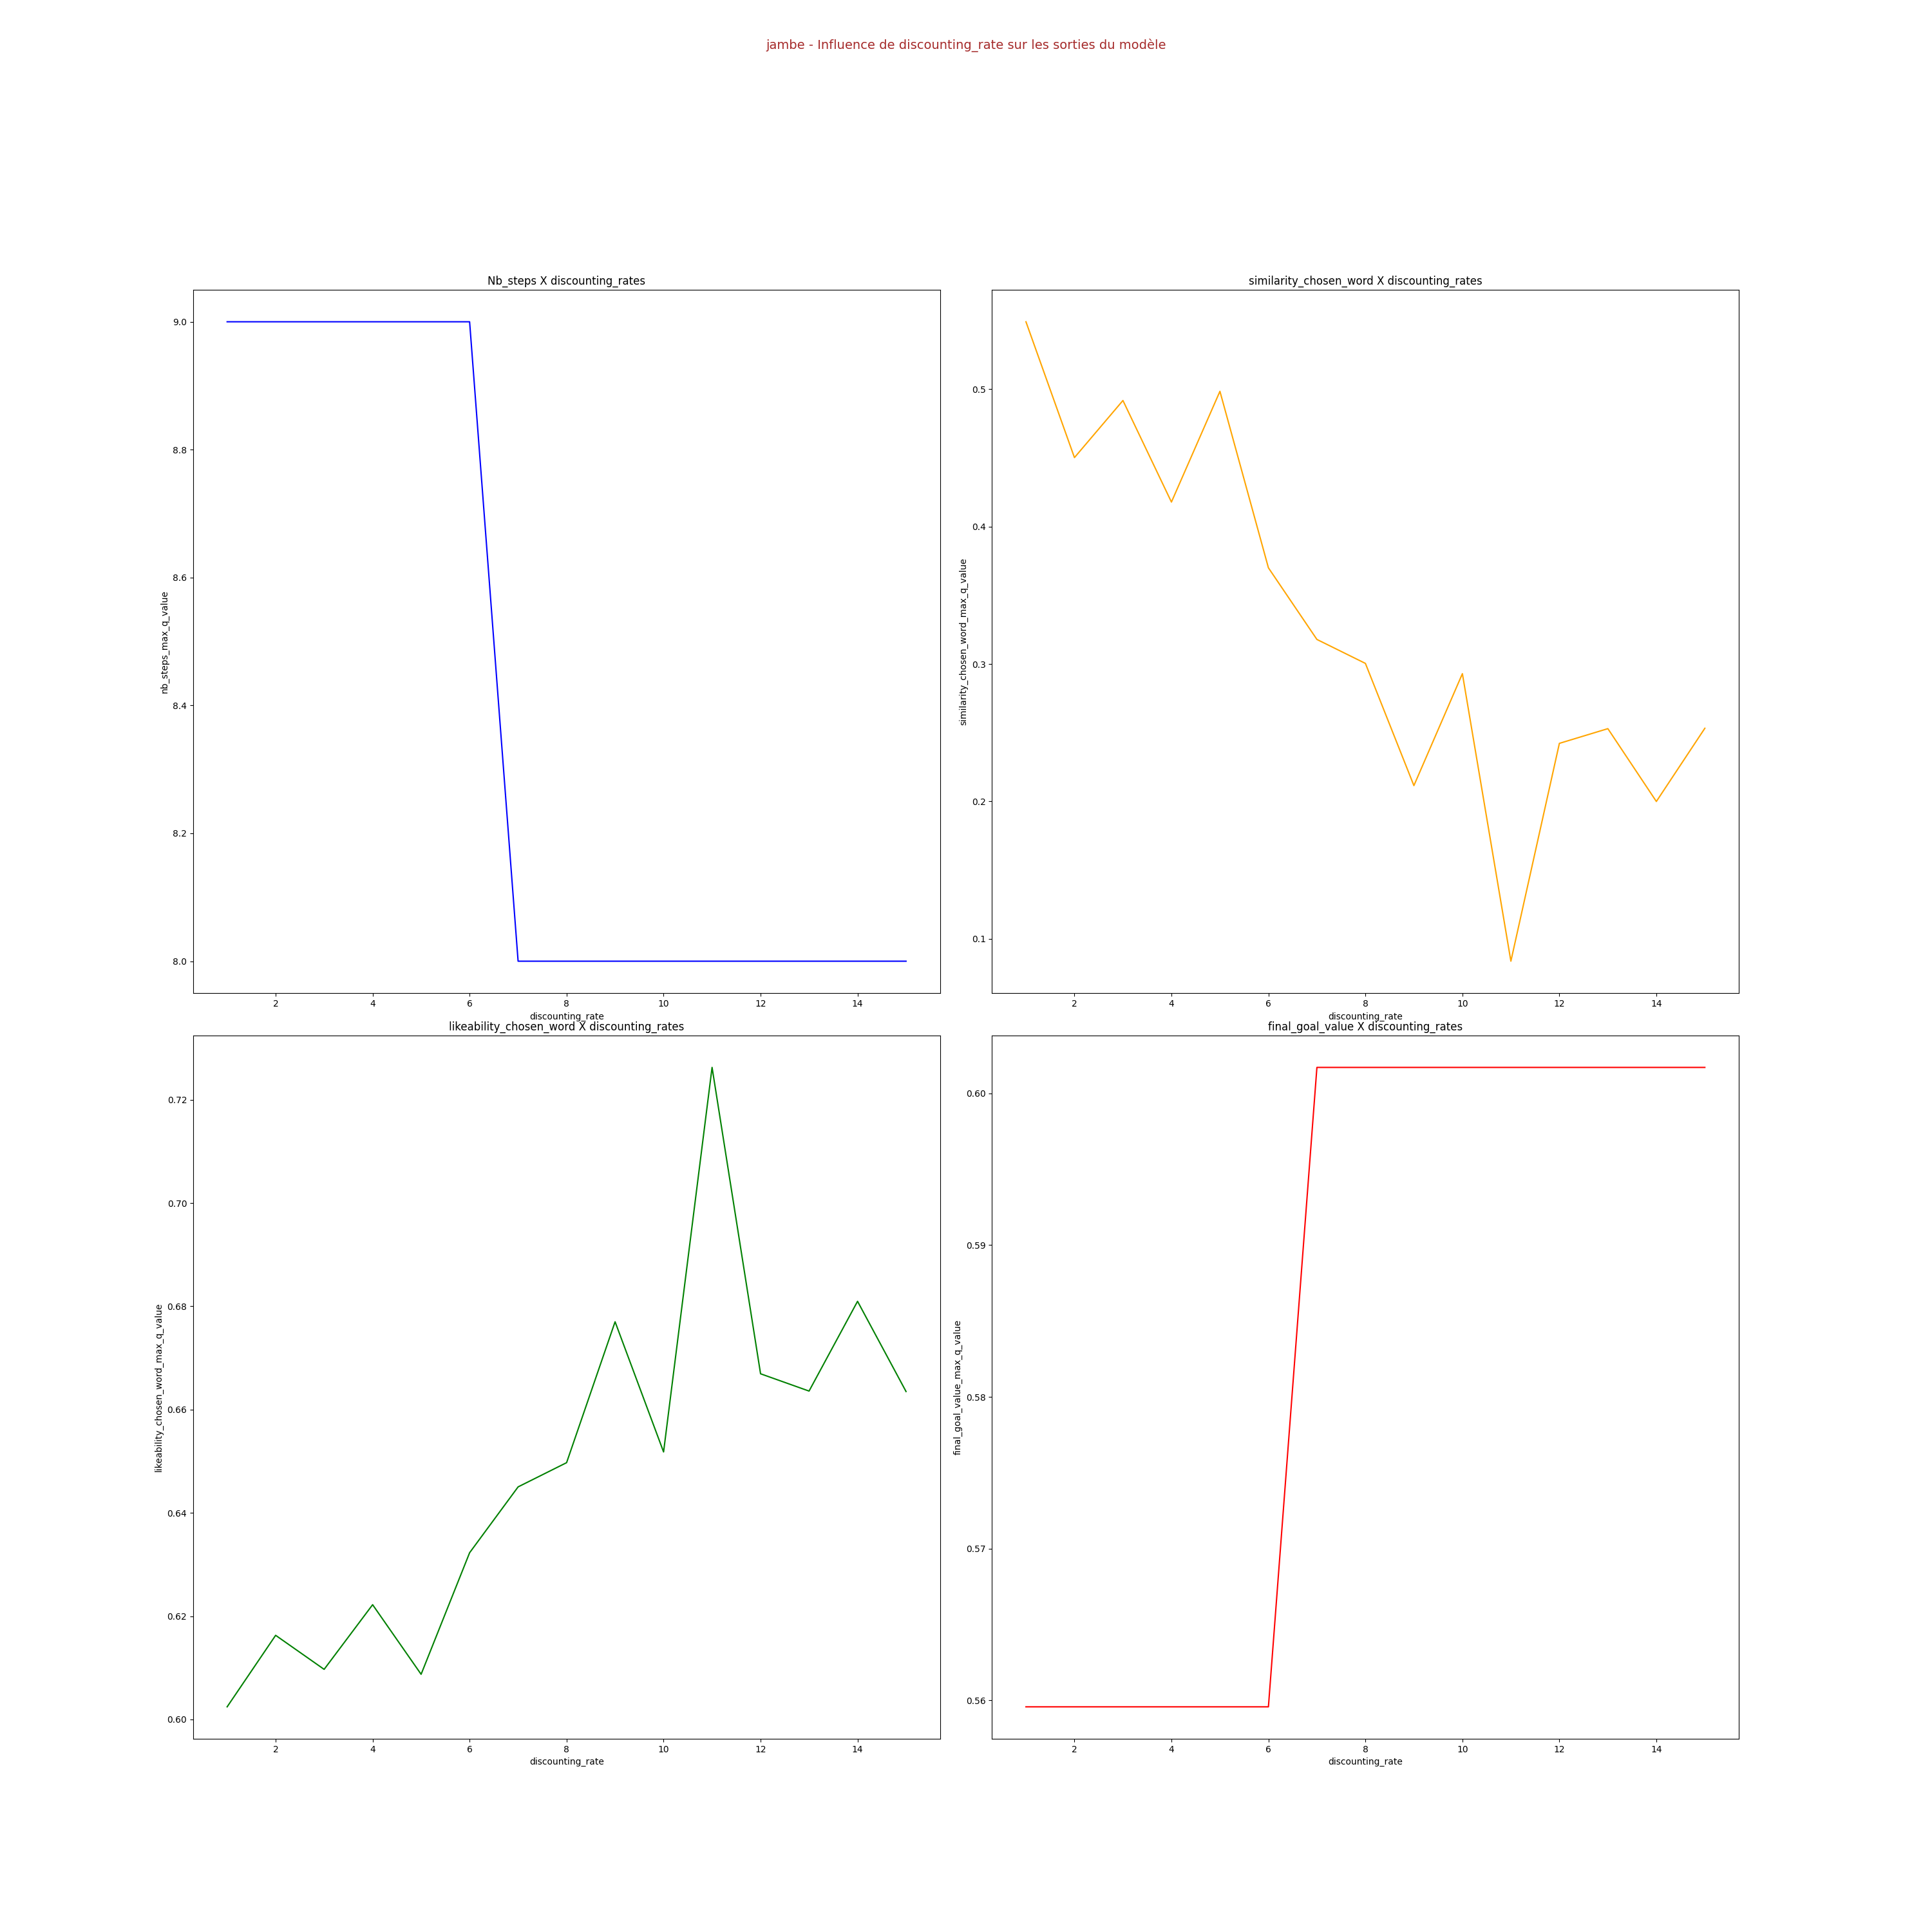 jambe - Influence de discounting_rate sur les sorties du modèle
Nb_steps X discounting_rates
9.0
8.8
8.6
8.4
8.2
8.0
nb_steps_max_q_value
2 4 6 8 10 12 14
discounting_rate
similarity_chosen_word X discounting_rates
0.5
0.4
0.3
0.2
0.1
similarity_chosen_word_max_q_value
2 4 6 8 10 12 14
discounting_rate
likeability_chosen_word X discounting_rates
0.72
0.70
0.68
0.66
0.64
0.62
0.60
likeability_chosen_word_max_q_value
2 4 6 8 10 12 14
discounting_rate
final_goal_value X discounting_rates
0.60
0.59
0.58
0.57
0.56
final_goal_value_max_q_value
2 4 6 8 10 12 14
discounting_rate